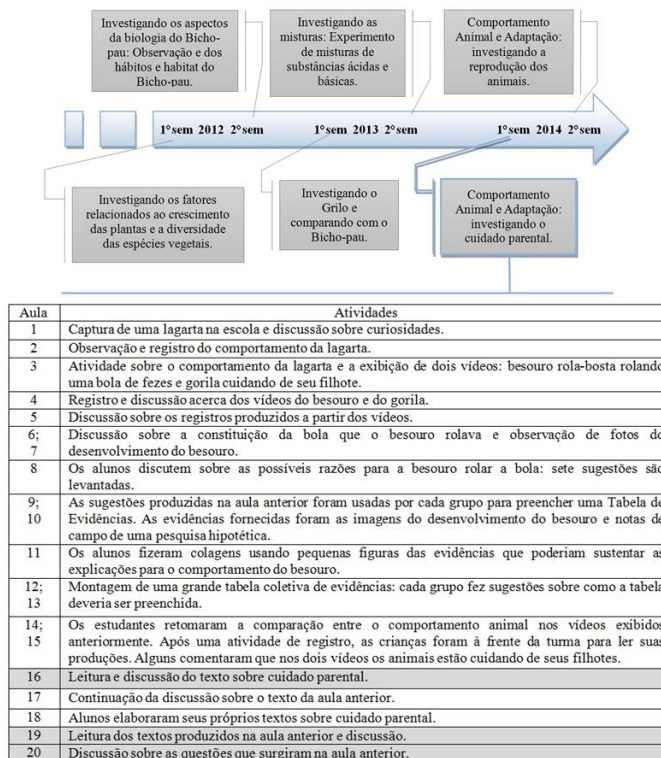 Investigando os aspectos
da biologia do Bicho-
pau: Observação e dos
hábitos e habitat do
Bicho-pau.
Investigando as
misturas: Experimento
de misturas de
substâncias ácidas e
básicas.
Comportamento
Animal e Adaptação:
investigando a
reprodução dos
animais.
1º sem 2012 2º sem 1º sem 2013 2º sem 1º sem 2014 2º sem
Investigando os fatores
relacionados ao crescimento
das plantas e a diversidade
das espécies vegetais.
Investigando o
Grilo e
comparando com o
Bicho-pau.
Comportamento
Animal e Adaptação:
investigando o
cuidado parental.
Aula Atividades
1 Captura de uma lagarta na escola e discussão sobre curiosidades.
2 Observação e registro do comportamento da lagarta.
3 Atividade sobre o comportamento da lagarta e a exibição de dois vídeos: besouro rola-bosta rolando
uma bola de fezes e gorila cuidando de seu filhote.
4 Registro e discussão acerca dos vídeos do besouro e do gorila.
5 Discussão sobre os registros produzidos a partir dos vídeos.
6; Discussão sobre a constituição da bola que o besouro rolava e observação de fotos do
7 desenvolvimento do besouro.
8 Os alunos discutem sobre as possíveis razões para a besouro rolar a bola: sete sugestões são
levantadas.
9; As sugestões produzidas na aula anterior foram usadas por cada grupo para preencher uma Tabela de
10 Evidências. As evidências fornecidas foram as imagens do desenvolvimento do besouro e notas de
campo de uma pesquisa hipotética.
11 Os alunos fizeram colagens usando pequenas figuras das evidências que poderiam sustentar as
explicações para o comportamento do besouro.
12; Montagem de uma grande tabela coletiva de evidências: cada grupo fez sugestões sobre como a tabela
13 deveria ser preenchida.
14; Os estudantes retomaram a comparação entre o comportamento animal nos vídeos exibidos
15 anteriormente. Após uma atividade de registro, as crianças foram à frente da turma para ler suas
produções. Alguns comentaram que nos dois vídeos os animais estão cuidando de seus filhotes.
16 Leitura e discussão do texto sobre cuidado parental.
17 Continuação da discussão sobre o texto da aula anterior.
18 Alunos elaboraram seus próprios textos sobre cuidado parental.
19 Leitura dos textos produzidos na aula anterior e discussão.
20 Discussão sobre as questões que surgiram na aula anterior.